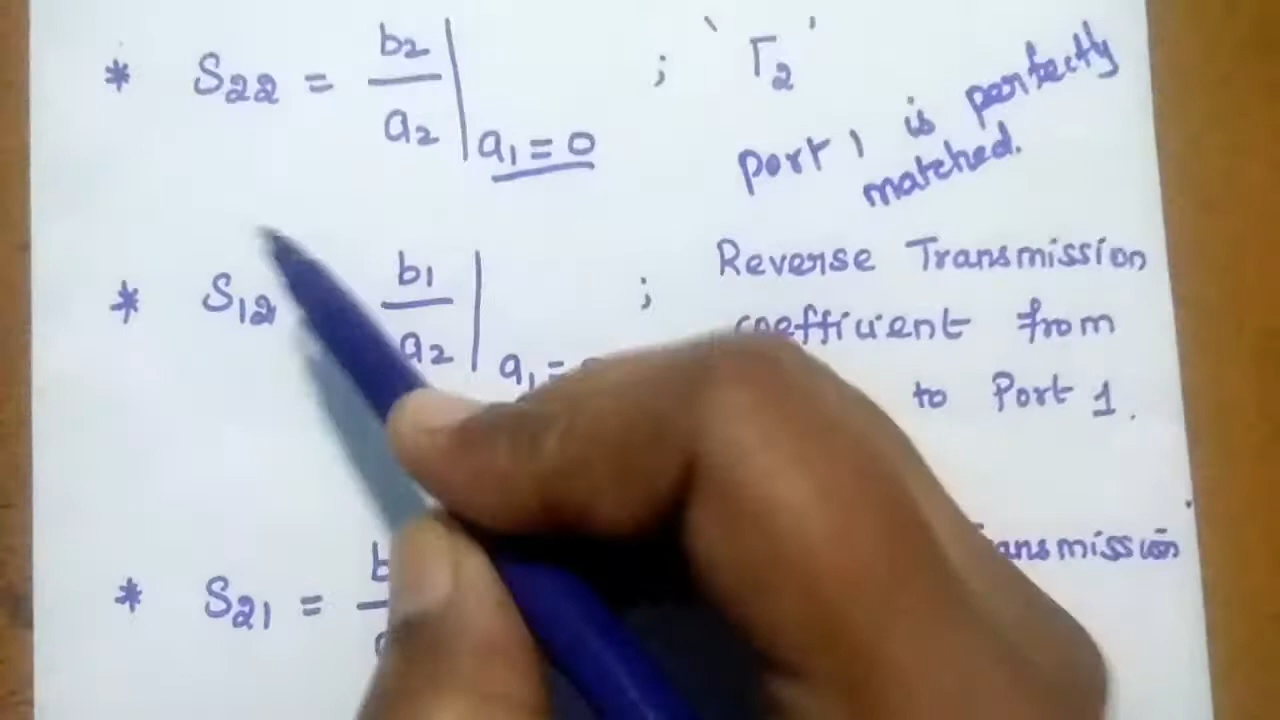 * S22 = b2 / a2 | a1 = 0 ; ' Γ2 '
port 1 is perfectly
matched.
* S12 b1 / a2 | a1 = ; Reverse Transmission
coefficient from
to Port 1.
* S21 =